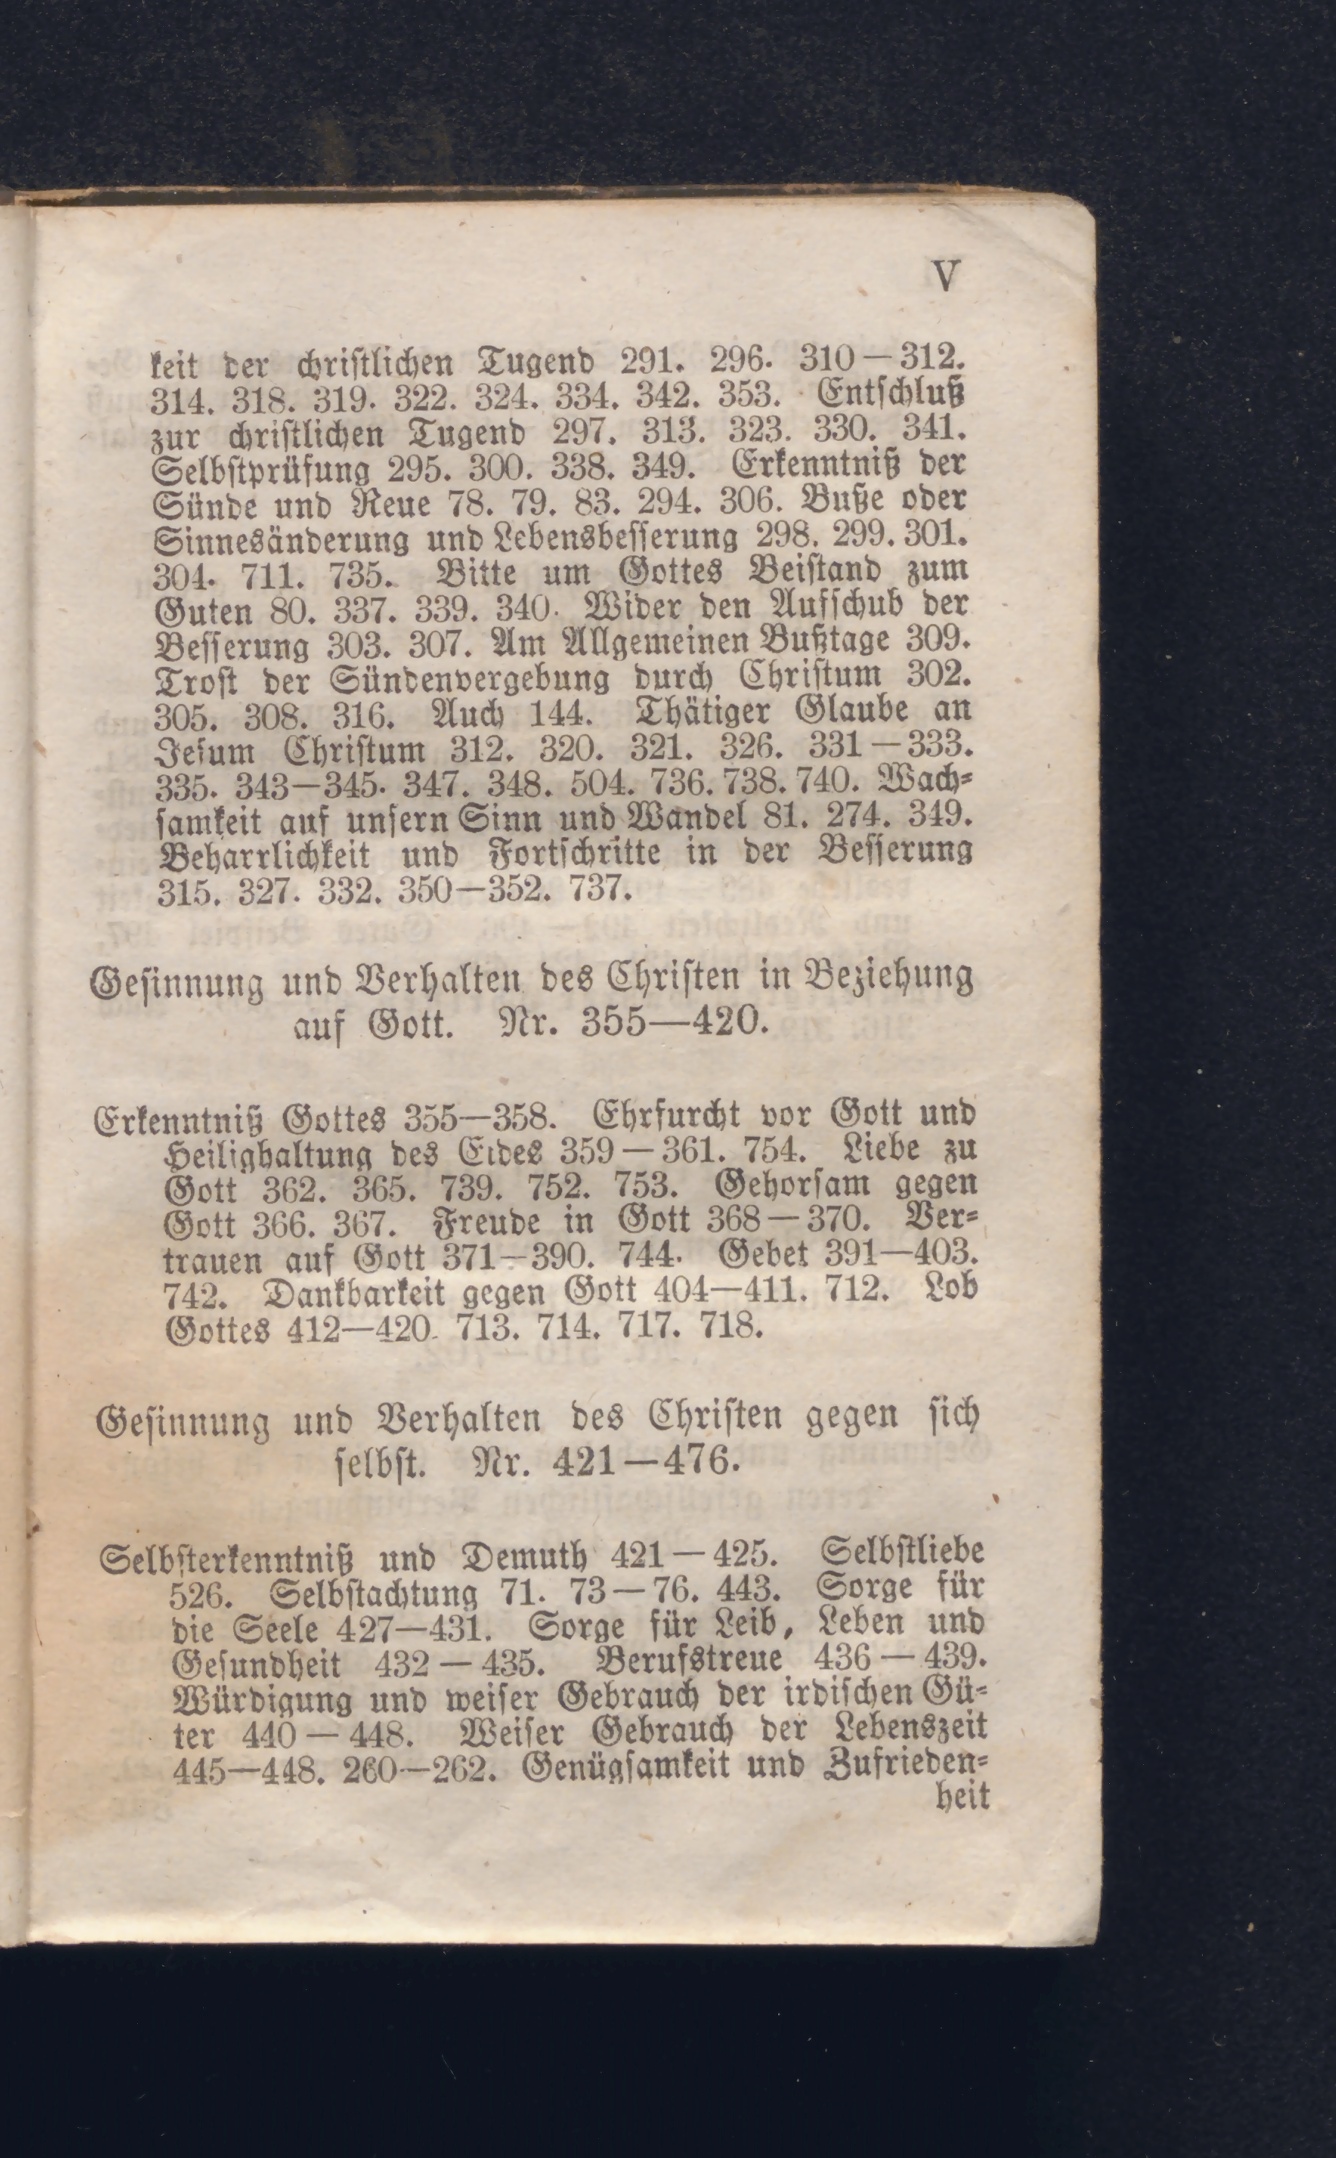 V
keit der christlichen Tugend 291. 296. 310—312.
314. 318. 319. 322. 324. 334. 342. 353. Entschluß
zur christlichen Tugend 297. 313. 323. 330. 341.
Selbstprüfung 295. 300. 338. 349. Erkenntniß der
Sünde und Reue 78. 79. 83. 294. 306. Buße oder
Sinnesänderung und Lebensbesserung 298. 299. 301.
304. 711. 735. Bitte um Gottes Beistand zum
Guten 80. 337. 339. 340. Wider den Aufschub der
Besserung 303. 307. Am Allgemeinen Bußtage 309.
Trost der Sündenvergebung durch Christum 302.
305. 308. 316. Auch 144. Thätiger Glaube an
Jesum Christum 312. 320. 321. 326. 331—333.
335. 343—345. 347. 348. 504. 736. 738. 740. Wach-
samkeit auf unsern Sinn und Wandel 81. 274. 349.
Beharrlichkeit und Fortschritte in der Besserung
315. 327. 332. 350—352. 737.
Gesinnung und Verhalten des Christen in Beziehung
auf Gott. Nr. 355—420.
Erkenntniß Gottes 355—358. Ehrfurcht vor Gott und
Heilighaltung des Eides 359—361. 754. Liebe zu
Gott 362. 365. 739. 752. 753. Gehorsam gegen
Gott 366. 367. Freude in Gott 368—370. Ver-
trauen auf Gott 371—390. 744. Gebet 391—403.
742. Dankbarkeit gegen Gott 404—411. 712. Lob
Gottes 412—420. 713. 714. 717. 718.
Gesinnung und Verhalten des Christen gegen sich
selbst. Nr. 421—476.
Selbsterkenntniß und Demuth 421—425. Selbstliebe
526. Selbstachtung 71. 73—76. 443. Sorge für
die Seele 427—431. Sorge für Leib, Leben und
Gesundheit 432—435. Berufstreue 436—439.
Würdigung und weiser Gebrauch der irdischen Gü-
ter 440—448. Weiser Gebrauch der Lebenszeit
445—448. 260—262. Genügsamkeit und Zufrieden-
heit